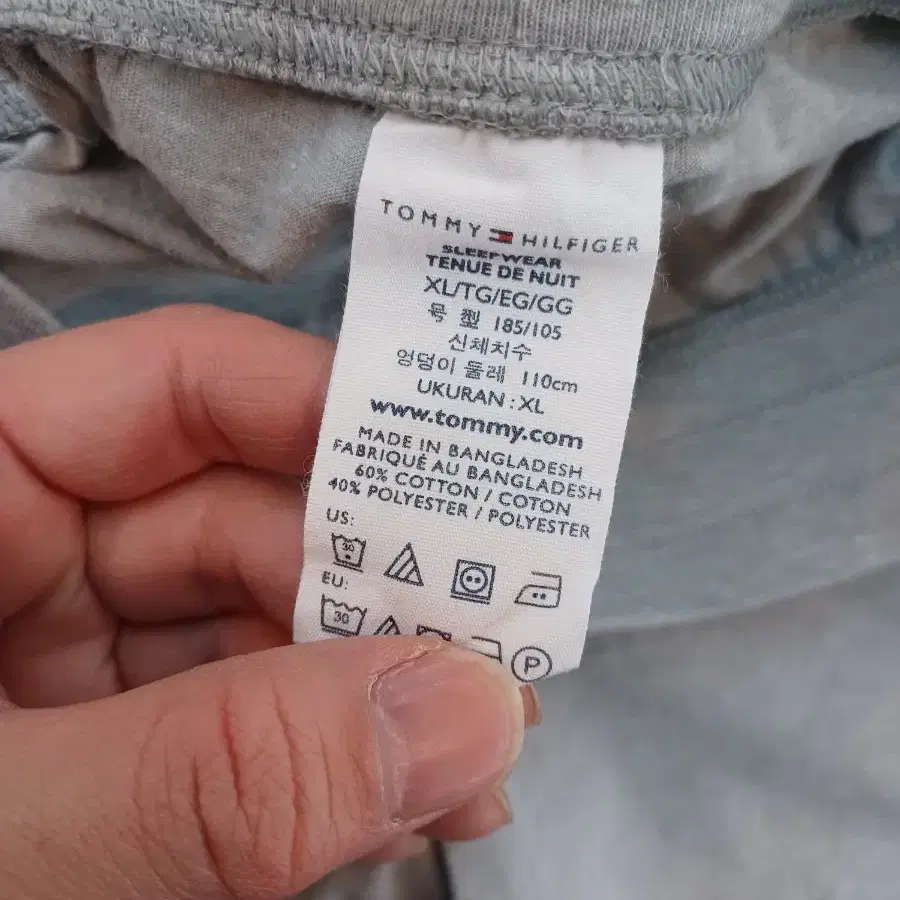 TOMMY HILFIGER
SLEEPWEAR
TENUE DE NUIT
XL/TG/EG/GG
号 型 185/105
신체치수
엉덩이 둘레 110cm
UKURAN : XL
www.tommy.com
MADE IN BANGLADESH
FABRIQUÉ AU BANGLADESH
60% COTTON / COTON
40% POLYESTER / POLYESTER
US:
30
EU:
30
P